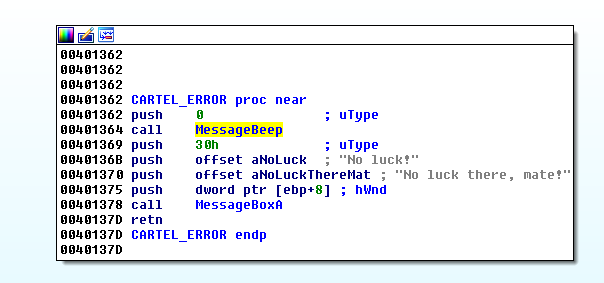 00401362
00401362
00401362
00401362 CARTEL_ERROR proc near
00401362 push 0 ; uType
00401364 call MessageBeep
00401369 push 30h ; uType
0040136B push offset aNoLuck ; "No luck!"
00401370 push offset aNoLuckThereMat ; "No luck there, mate!"
00401375 push dword ptr [ebp+8] ; hWnd
00401378 call MessageBoxA
0040137D retn
0040137D CARTEL_ERROR endp
0040137D